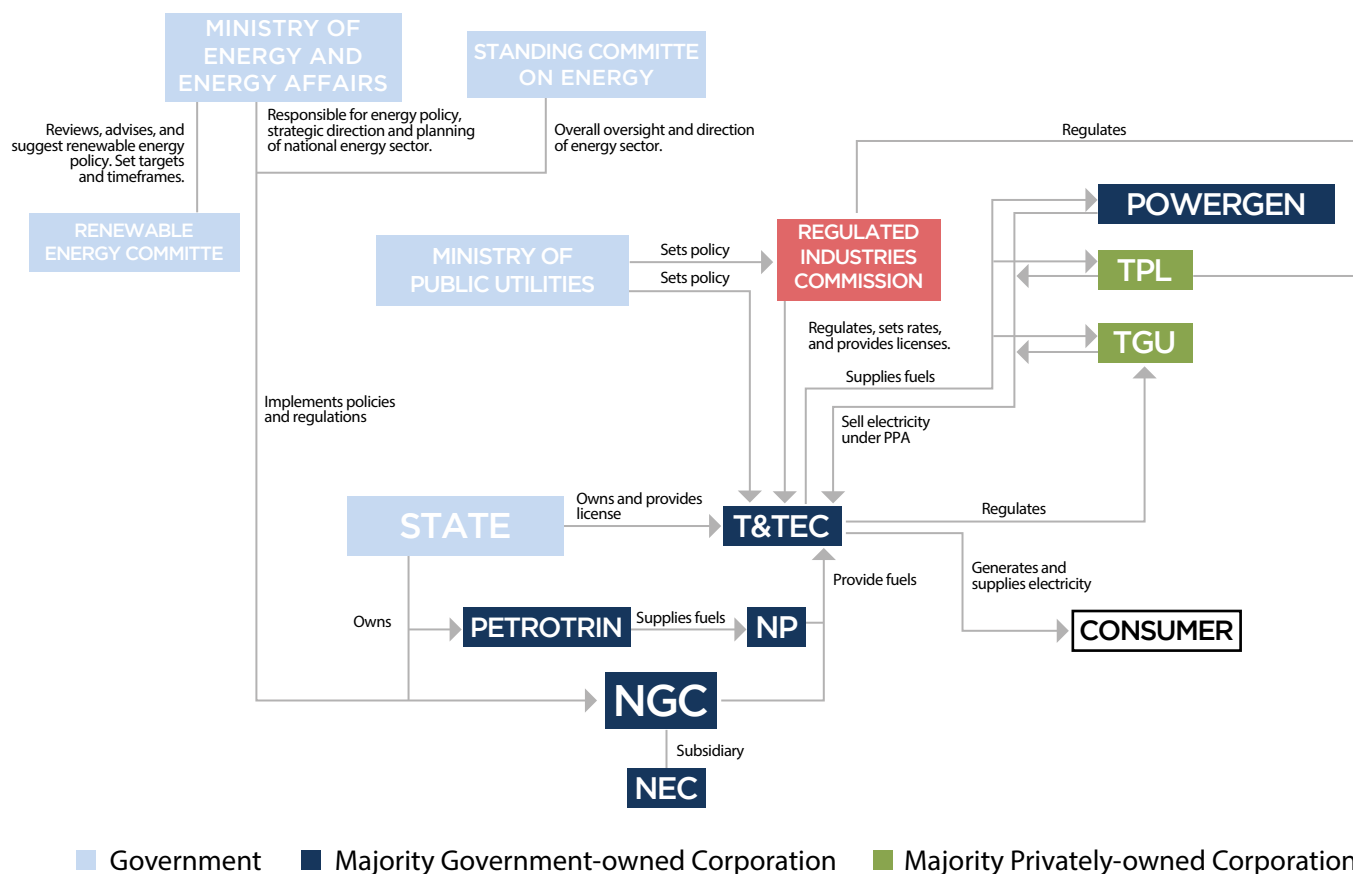 MINISTRY OF
ENERGY AND
ENERGY AFFAIRS
STANDING COMMITTE
ON ENERGY
Reviews, advises, and
suggest renewable energy
policy. Set targets
and timeframes.
Responsible for energy policy,
strategic direction and planning
of national energy sector.
Overall oversight and direction
of energy sector.
Regulates
RENEWABLE
ENERGY COMMITTE
MINISTRY OF
PUBLIC UTILITIES
Sets policy
Sets policy
REGULATED
INDUSTRIES
COMMISSION
POWERGEN
TPL
TGU
Regulates, sets rates,
and provides licenses.
Supplies fuels
Implements policies
and regulations
Sell electricity
under PPA
STATE
Owns and provides
license
T&TEC
Regulates
Generates and
supplies electricity
Provide fuels
Owns
PETROTRIN
Supplies fuels
NP
CONSUMER
NGC
Subsidiary
NEC
Government
Majority Government-owned Corporation
Majority Privately-owned Corporation